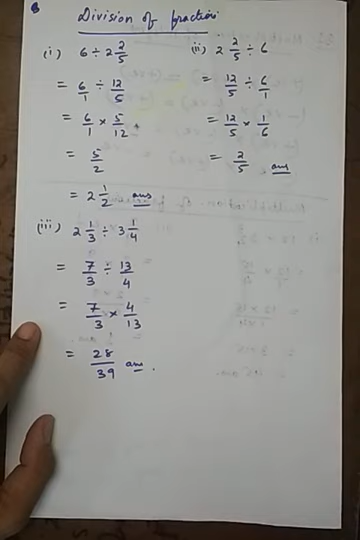 Division of fractions
(i) 6 ÷ 2 2/5
= 6/1 ÷ 12/5
= 6/1 × 5/12
= 5/2
= 2 1/2 ans
(ii) 2 2/5 ÷ 6
= 12/5 ÷ 6/1
= 12/5 × 1/6
= 2/5 ans
(iii) 2 1/3 ÷ 3 1/4
= 7/3 ÷ 13/4
= 7/3 × 4/13
= 28/39 ans.